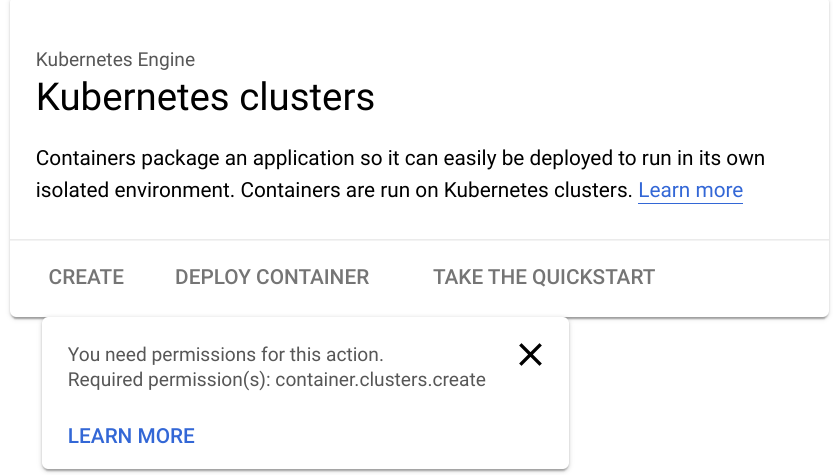 Kubernetes Engine
Kubernetes clusters
Containers package an application so it can easily be deployed to run in its own
isolated environment. Containers are run on Kubernetes clusters. Learn more
CREATE DEPLOY CONTAINER TAKE THE QUICKSTART
You need permissions for this action.
Required permission(s): container.clusters.create
LEARN MORE